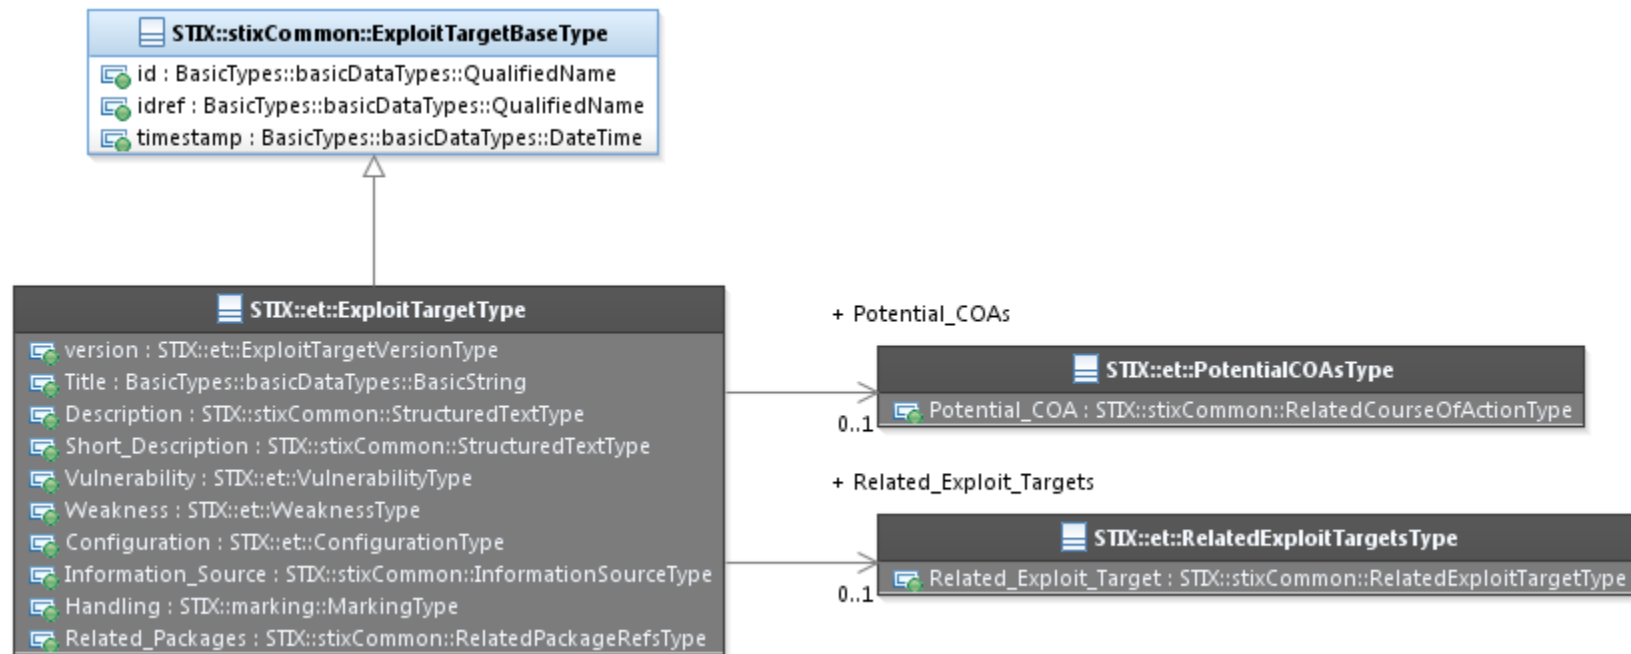 STIX::stixCommon::ExploitTargetBaseType
id : BasicTypes::basicDataTypes::QualifiedName
idref : BasicTypes::basicDataTypes::QualifiedName
timestamp : BasicTypes::basicDataTypes::DateTime
STIX::et::ExploitTargetType
version : STIX::et::ExploitTargetVersionType
Title : BasicTypes::basicDataTypes::BasicString
Description : STIX::stixCommon::StructuredTextType
Short_Description : STIX::stixCommon::StructuredTextType
Vulnerability : STIX::et::VulnerabilityType
Weakness : STIX::et::WeaknessType
Configuration : STIX::et::ConfigurationType
Information_Source : STIX::stixCommon::InformationSourceType
Handling : STIX::marking::MarkingType
Related_Packages : STIX::stixCommon::RelatedPackageRefsType
+ Potential_COAs
0..1
STIX::et::PotentialCOAsType
Potential_COA : STIX::stixCommon::RelatedCourseOfActionType
+ Related_Exploit_Targets
0..1
STIX::et::RelatedExploitTargetsType
Related_Exploit_Target : STIX::stixCommon::RelatedExploitTargetType